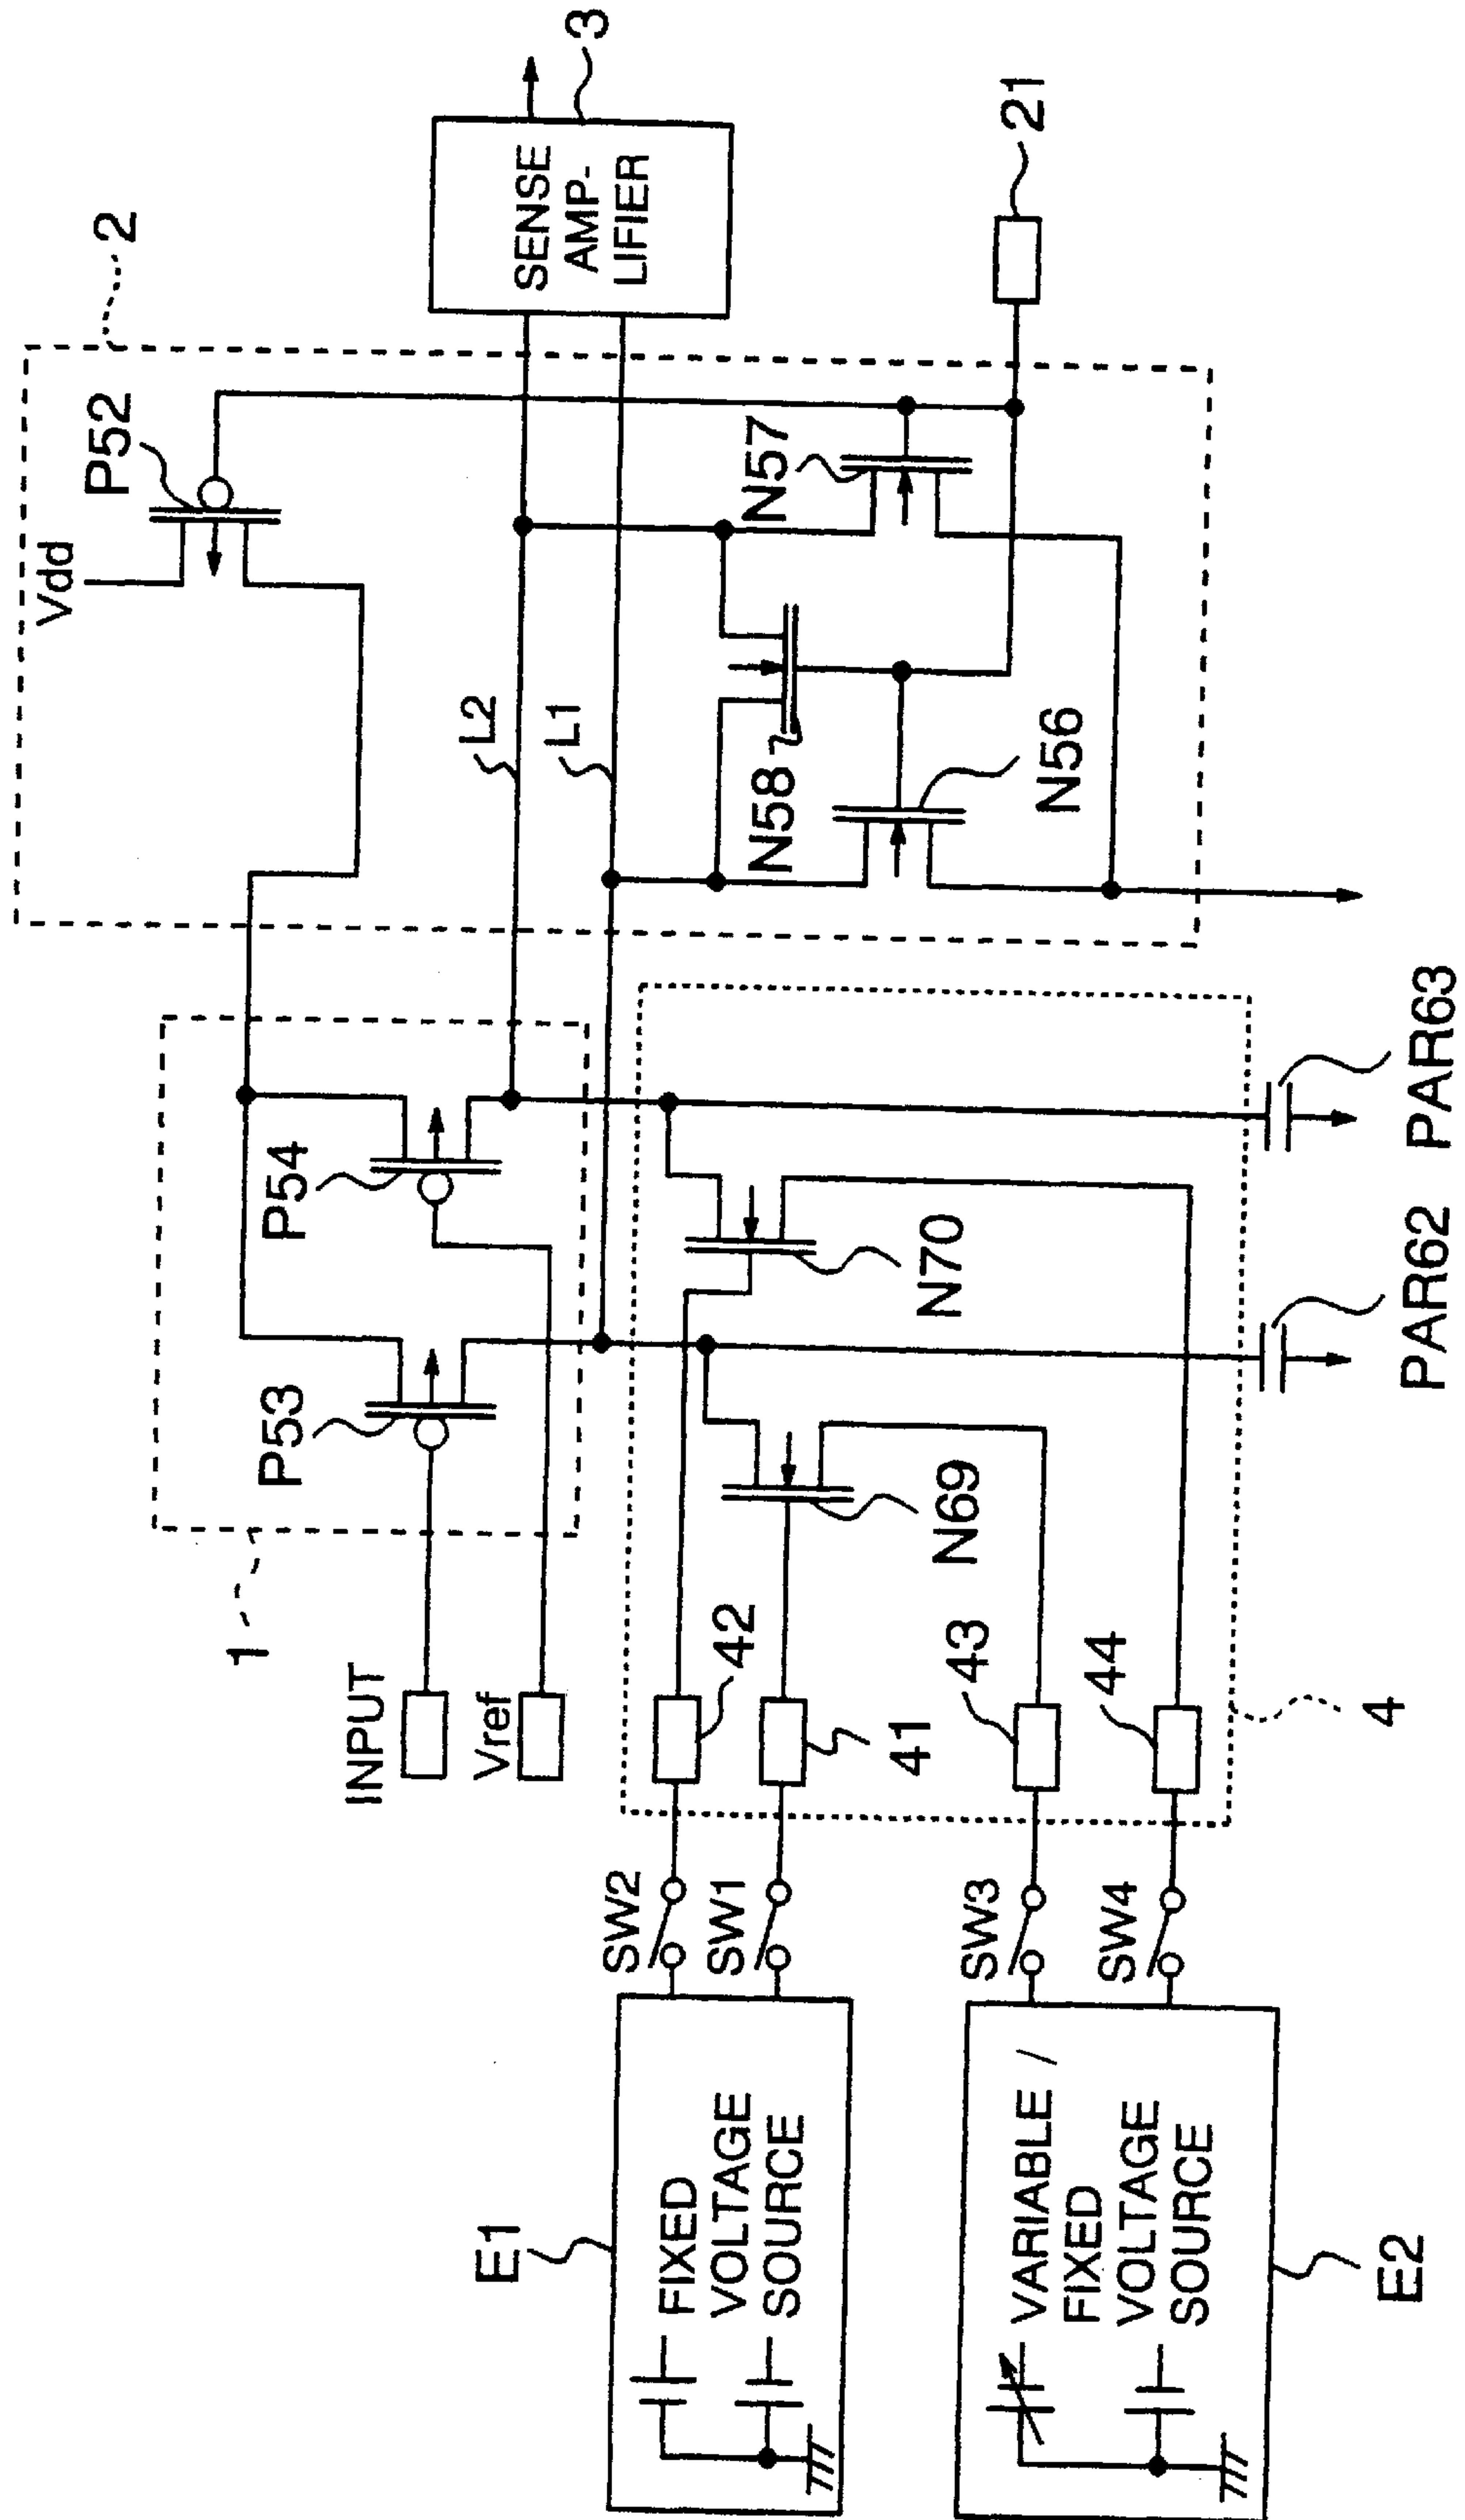 Vdd
P52
2
SENSE
AMP-
LIFIER
3
L2
L1
N57
N58
N56
21
1
P53
P54
INPUT
Vref
42
41
43
44
N69
N70
4
PAR62
PAR63
SW2
SW1
SW3
SW4
E1
FIXED
VOLTAGE
SOURCE
VARIABLE /
FIXED
VOLTAGE
SOURCE
E2